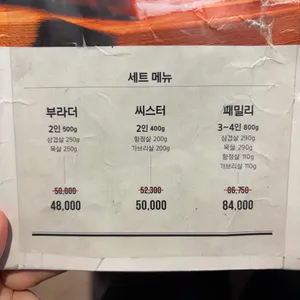 세트 메뉴
부라더
2인 500g
삼겹살 250g
목살 250g
50,000
48,000
씨스터
2인 400g
항정살 200g
가브리살 200g
52,300
50,000
패밀리
3~4인 800g
삼겹살 290g
목살 290g
항정살 110g
가브리살 110g
86,750
84,000